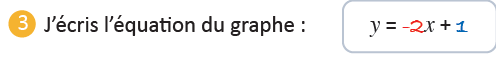 3 J’écris l’équation du graphe : y = -2x + 1